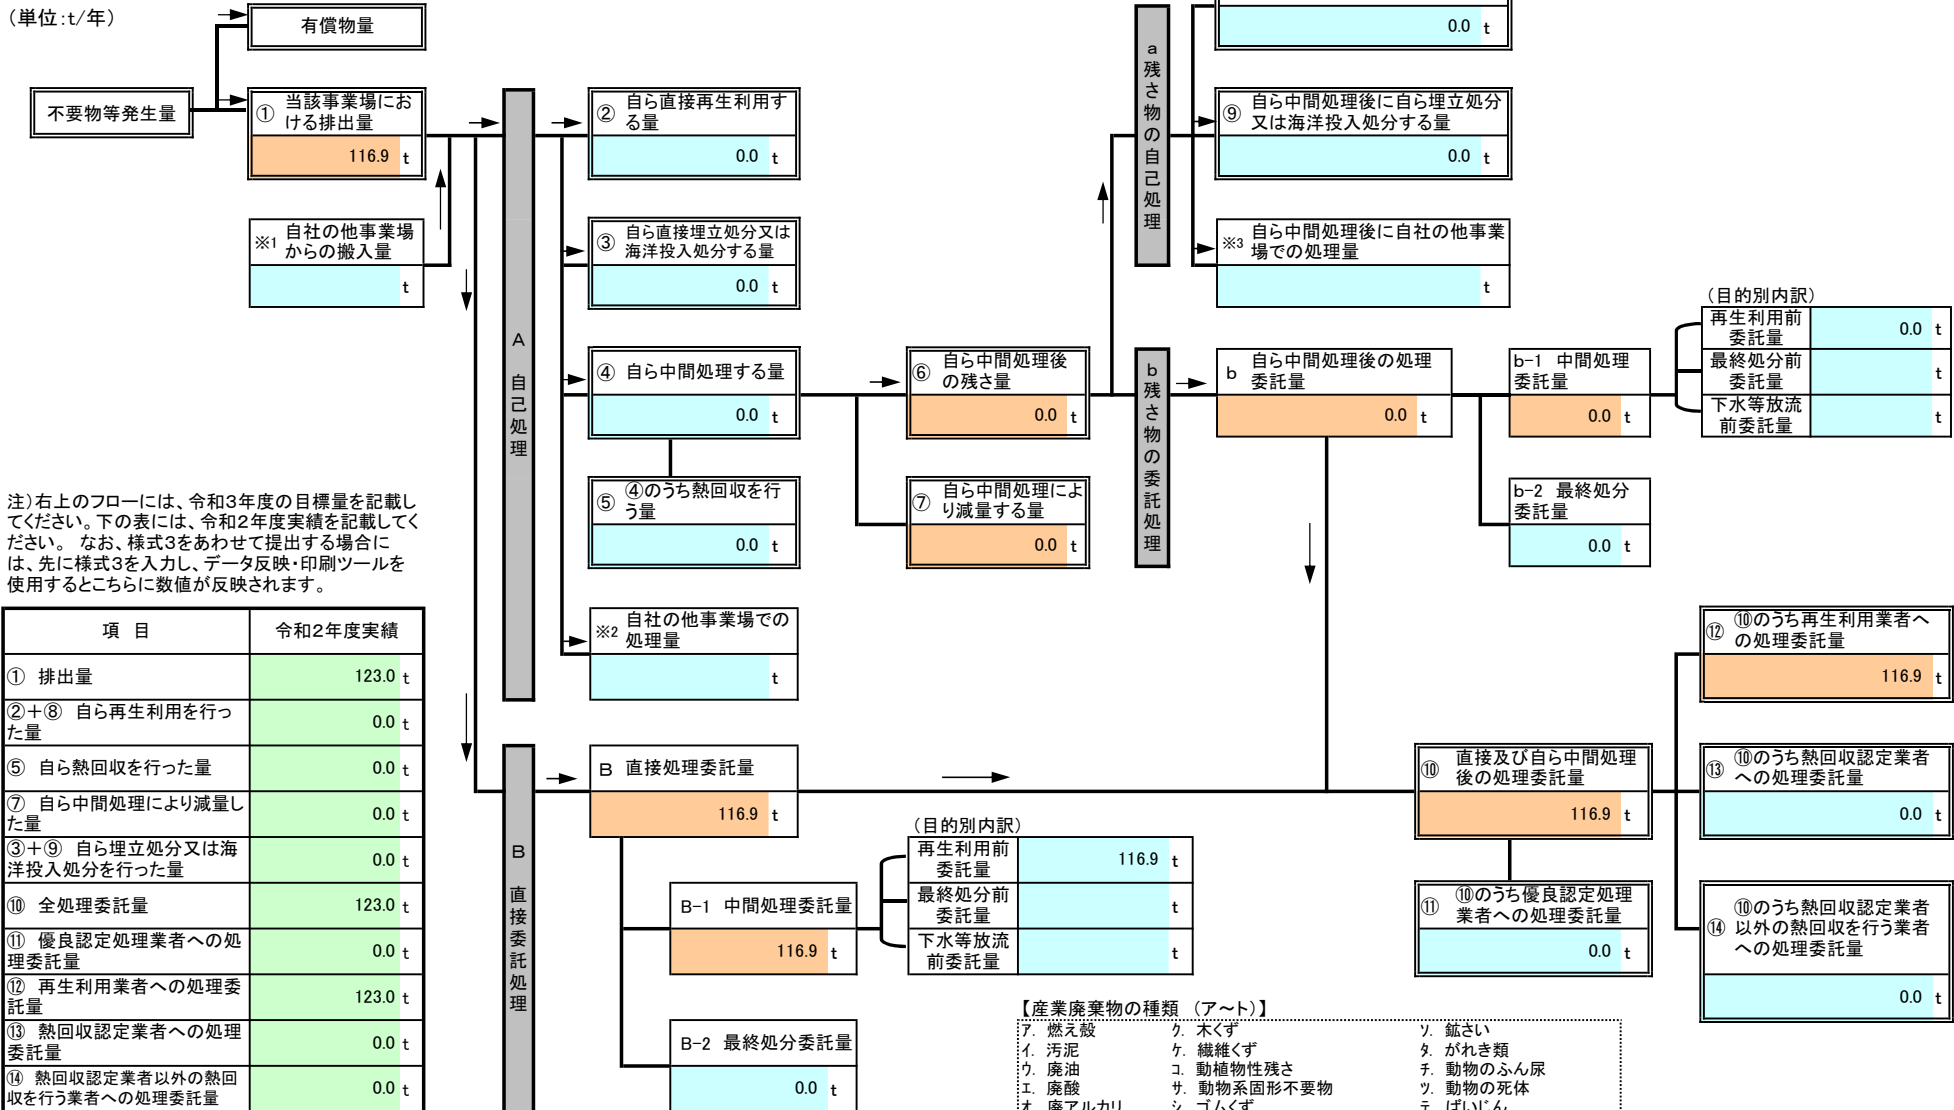 （単位：t/年）
有償物量
不要物等発生量
① 当該事業場にお
ける排出量
116.9 t
※1 自社の他事業場
からの搬入量
t
A 自己処理
② 自ら直接再生利用す
る量
0.0 t
③ 自ら直接埋立処分又は
海洋投入処分する量
0.0 t
④ 自ら中間処理する量
0.0 t
⑤ ④のうち熱回収を行
う量
0.0 t
※2 自社の他事業場での
処理量
t
⑥ 自ら中間処理後
の残さ量
0.0 t
⑦ 自ら中間処理によ
り減量する量
0.0 t
a 残さ物の自己処理
0.0 t
⑨ 自ら中間処理後に自ら埋立処分
又は海洋投入処分する量
0.0 t
※3 自ら中間処理後に自社の他事業
場での処理量
t
b 残さ物の委託処理
b 自ら中間処理後の処理
委託量
0.0 t
b-1 中間処理
委託量
0.0 t
b-2 最終処分
委託量
0.0 t
（目的別内訳）
再生利用前
委託量
0.0 t
最終処分前
委託量
t
下水等放流
前委託量
t
注）右上のフローには、令和3年度の目標量を記載し
てください。下の表には、令和2年度実績を記載してく
ださい。 なお、様式3をあわせて提出する場合に
は、先に様式3を入力し、データ反映・印刷ツールを
使用するとこちらに数値が反映されます。
項 目 令和2年度実績
① 排出量 123.0 t
②＋⑧ 自ら再生利用を行っ
た量 0.0 t
⑤ 自ら熱回収を行った量 0.0 t
⑦ 自ら中間処理により減量し
た量 0.0 t
③＋⑨ 自ら埋立処分又は海
洋投入処分を行った量 0.0 t
⑩ 全処理委託量 123.0 t
⑪ 優良認定処理業者への処
理委託量 0.0 t
⑫ 再生利用業者への処理委
託量 123.0 t
⑬ 熱回収認定業者への処理
委託量 0.0 t
⑭ 熱回収認定業者以外の熱回
収を行う業者への処理委託量 0.0 t
B 直接委託処理
B 直接処理委託量
116.9 t
B-1 中間処理委託量
116.9 t
B-2 最終処分委託量
0.0 t
（目的別内訳）
再生利用前
委託量
116.9 t
最終処分前
委託量
t
下水等放流
前委託量
t
⑩ 直接及び自ら中間処理
後の処理委託量
116.9 t
⑪ ⑩のうち優良認定処理
業者への処理委託量
0.0 t
⑫ ⑩のうち再生利用業者へ
の処理委託量
116.9 t
⑬ ⑩のうち熱回収認定業者
への処理委託量
0.0 t
⑭ ⑩のうち熱回収認定業者
以外の熱回収を行う業者
への処理委託量
0.0 t
【産業廃棄物の種類 （ア～ト）】
ア. 燃え殻 ク. 木くず ソ. 鉱さい
イ. 汚泥 ケ. 繊維くず タ. がれき類
ウ. 廃油 コ. 動植物性残さ チ. 動物のふん尿
エ. 廃酸 サ. 動物系固形不要物 ツ. 動物の死体
オ. 廃アルカリ シ. ゴムくず テ. ばいじん